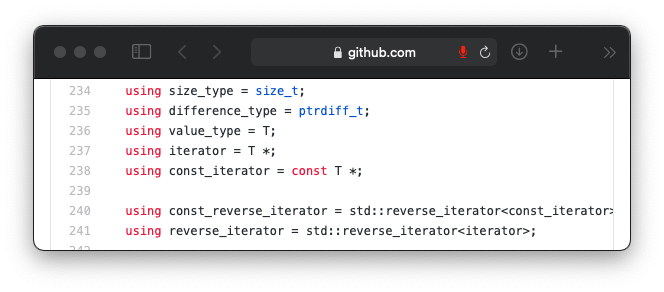 github.com
234 using size_type = size_t;
235 using difference_type = ptrdiff_t;
236 using value_type = T;
237 using iterator = T *;
238 using const_iterator = const T *;
239
240 using const_reverse_iterator = std::reverse_iterator<const_iterator>
241 using reverse_iterator = std::reverse_iterator<iterator>;